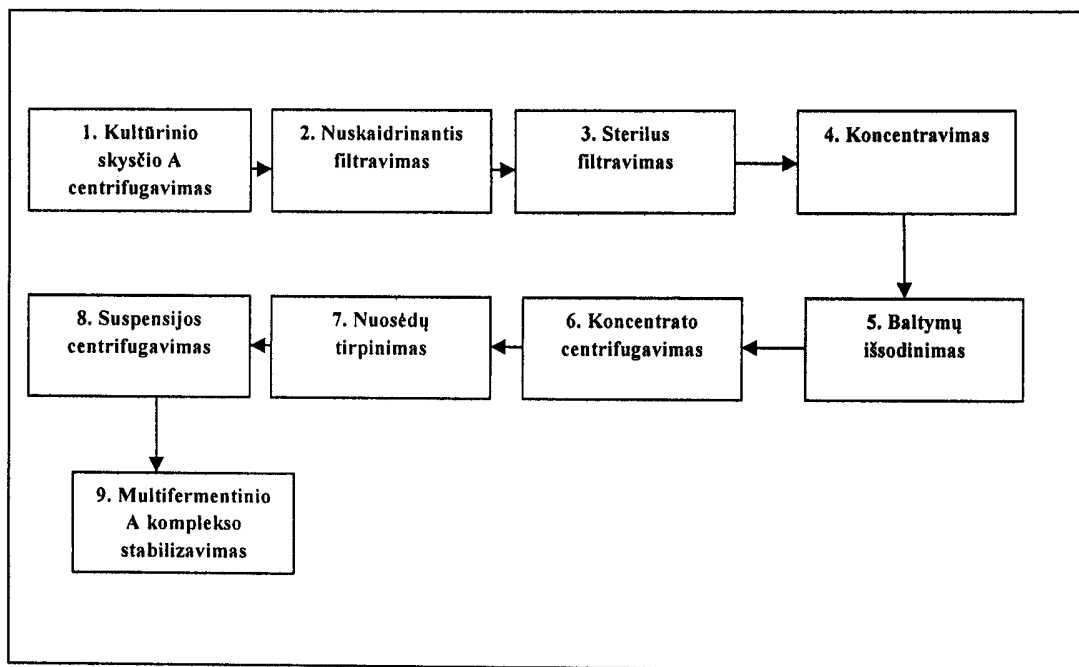 1. Kultūrinio
skysčio A
centrifugavimas
2. Nuskaidrinantis
filtravimas
3. Sterilus
filtravimas
4. Koncentravimas
5. Baltymų
išsodinimas
6. Koncentrato
centrifugavimas
7. Nuosėdų
tirpinimas
8. Suspensijos
centrifugavimas
9. Multifermentinio
A komplekso
stabilizavimas